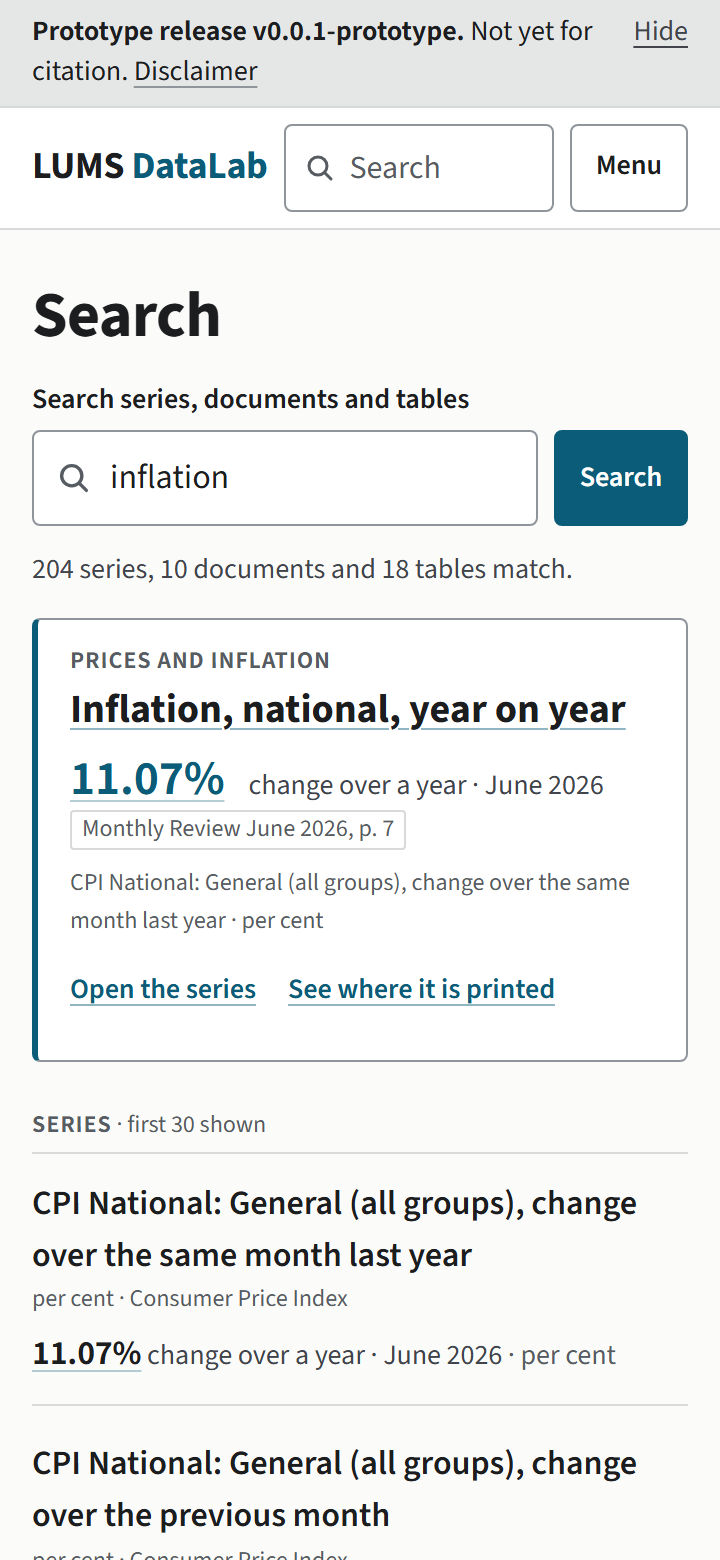 Prototype release v0.0.1-prototype. Not yet for
citation. Disclaimer
Hide
LUMS DataLab
Search
Menu
Search
Search series, documents and tables
inflation
Search
204 series, 10 documents and 18 tables match.
PRICES AND INFLATION
Inflation, national, year on year
11.07% change over a year · June 2026
Monthly Review June 2026, p. 7
CPI National: General (all groups), change over the same
month last year · per cent
Open the series See where it is printed
SERIES · first 30 shown
CPI National: General (all groups), change
over the same month last year
per cent · Consumer Price Index
11.07% change over a year · June 2026 · per cent
CPI National: General (all groups), change
over the previous month
per cent · Consumer Price Index